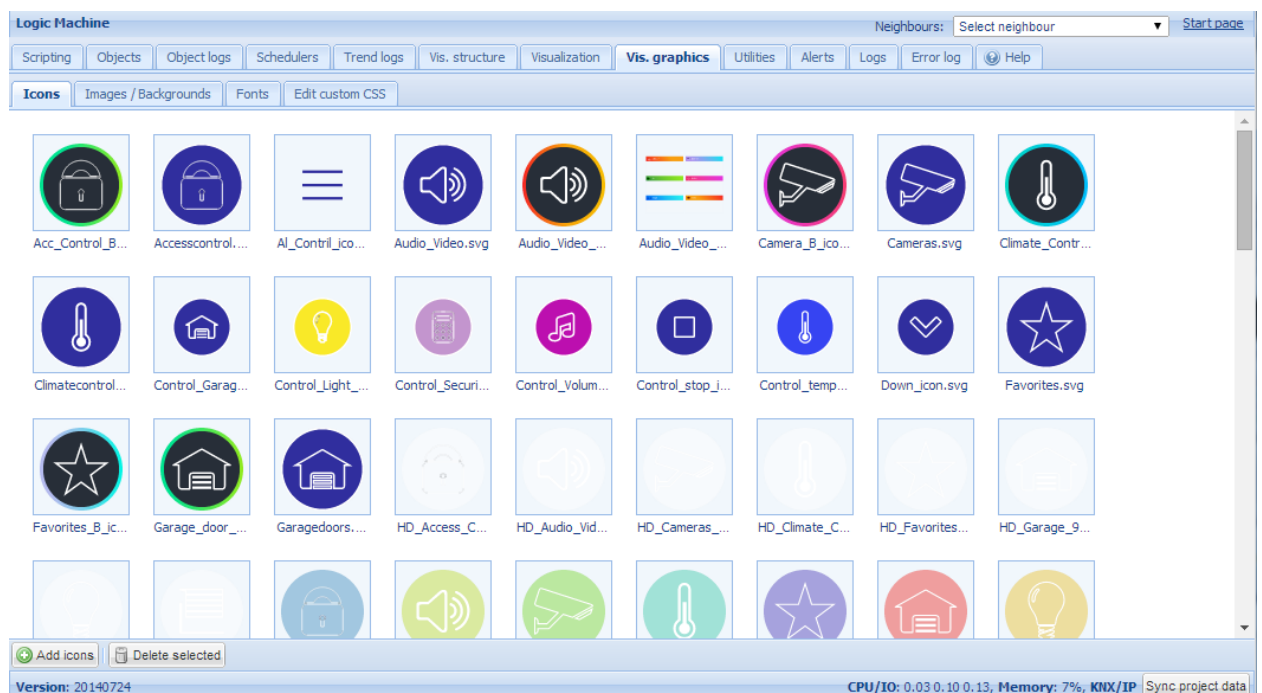 Logic Machine Neighbours: Select neighbour Start page
Scripting Objects Object logs Schedulers Trend logs Vis. structure Visualization Vis. graphics Utilities Alerts Logs Error log Help
Icons Images / Backgrounds Fonts Edit custom CSS
Acc_Control_B... Accesscontrol.... Al_Contril_ico... Audio_Video.svg Audio_Video_... Audio_Video_... Camera_B_ico... Cameras.svg Climate_Contr...
Climatecontrol... Control_Garag... Control_Light_... Control_Securi... Control_Volum... Control_stop_i... Control_temp... Down_icon.svg Favorites.svg
Favorites_B_ic... Garage_door_... Garagedoors.... HD_Access_C... HD_Audio_Vid... HD_Cameras_... HD_Climate_C... HD_Favorites... HD_Garage_9...
Add icons Delete selected
Version: 20140724 CPU/IO: 0.03 0.10 0.13, Memory: 7%, KNX/IP Sync project data